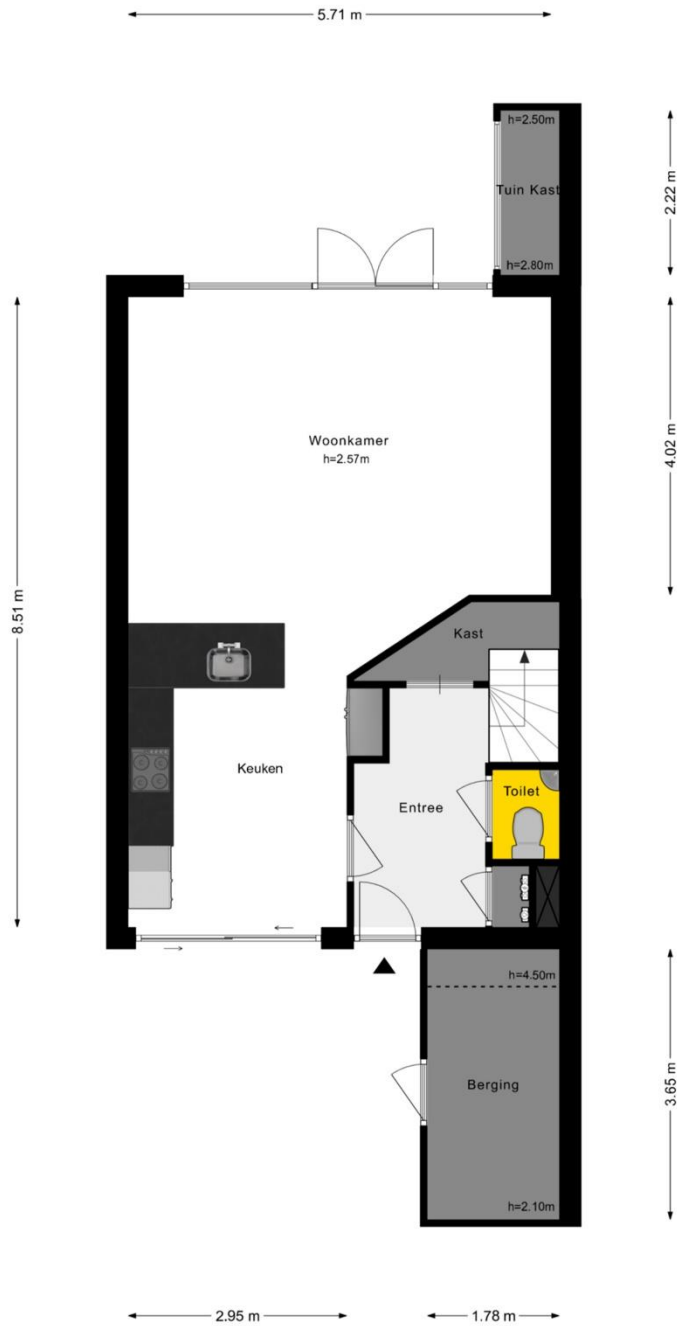 5.71 m
h=2.50m
Tuin Kast
2.22 m
h=2.80m
Woonkamer
h=2.57m
4.02 m
8.51 m
Kast
Keuken
Toilet
Entree
h=4.50m
Berging
3.65 m
h=2.10m
2.95 m
1.78 m